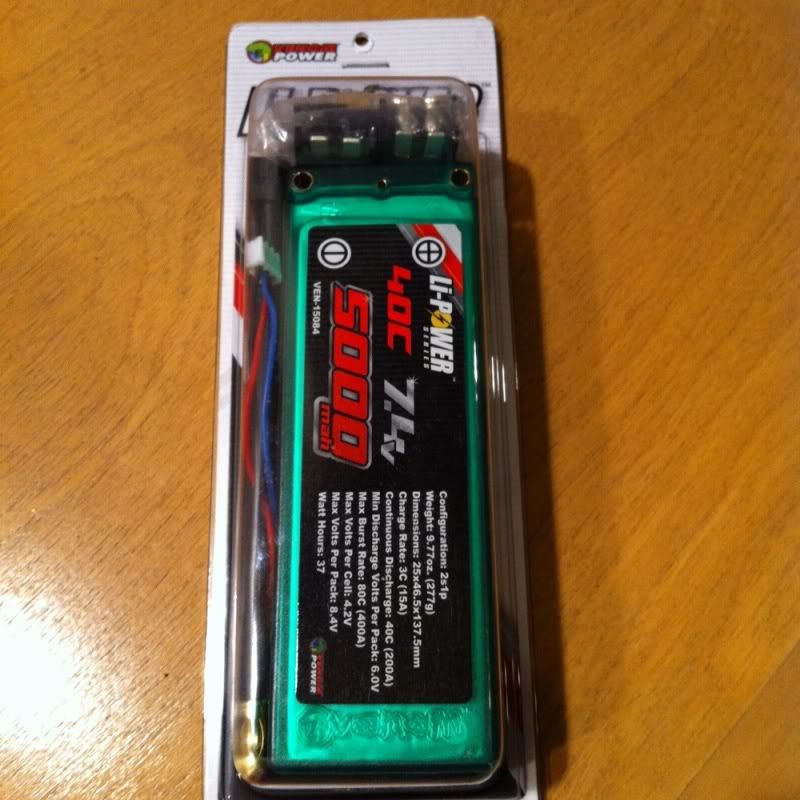 VENOM
POWER
Li-POWER™
SERIES
40C 7.4v
5000
mah
VEN-15084
Configuration: 2s1p
Weight: 9.77oz. (277g)
Dimensions: 25x46.5x137.5mm
Charge Rate: 3C (15A)
Continuous Discharge: 40C (200A)
Min Discharge Volts Per Pack: 6.0V
Max Burst Rate: 80C (400A)
Max Volts Per Cell: 4.2V
Max Volts Per Pack: 8.4V
Watt Hours: 37
VENOM
POWER
VENOM